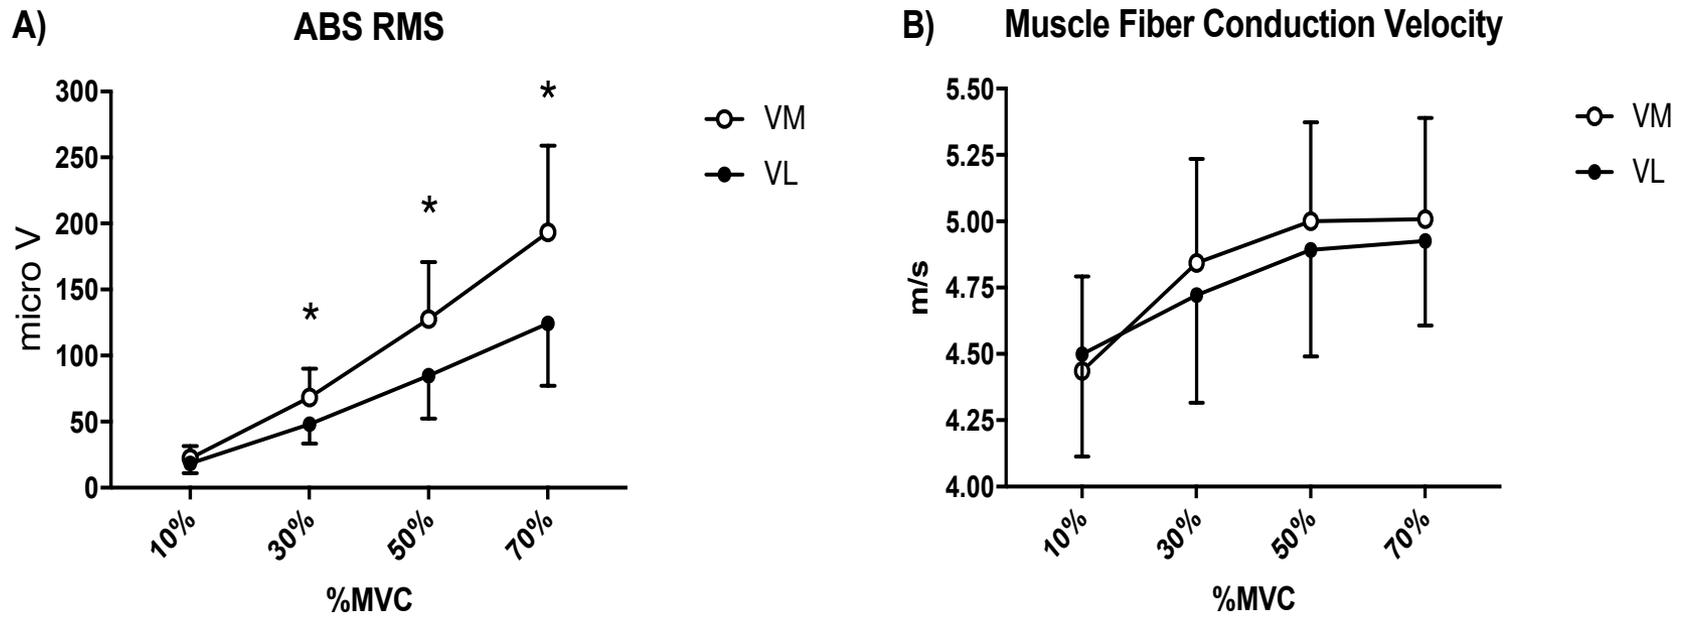 A)
ABS RMS
300
250
200
150
100
50
0
micro V
*
*
*
10%
30%
50%
70%
%MVC
VM
VL
B)
Muscle Fiber Conduction Velocity
5.50
5.25
5.00
4.75
4.50
4.25
4.00
m/s
10%
30%
50%
70%
%MVC
VM
VL